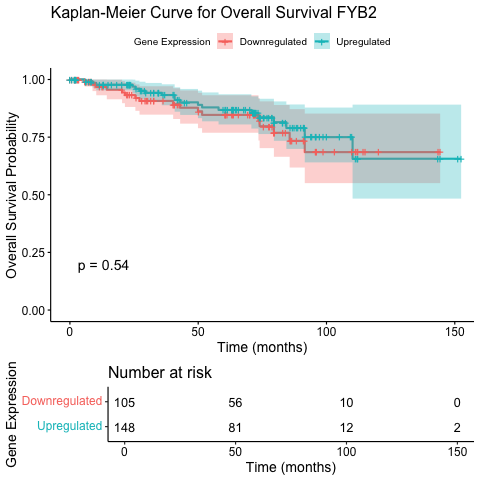 Kaplan-Meier Curve for Overall Survival FYB2
Gene Expression Downregulated Upregulated
Overall Survival Probability
1.00
0.75
0.50
0.25
0.00
p = 0.54
0 50 100 150
Time (months)
Number at risk
Gene Expression
Downregulated 105 56 10 0
Upregulated 148 81 12 2
0 50 100 150
Time (months)